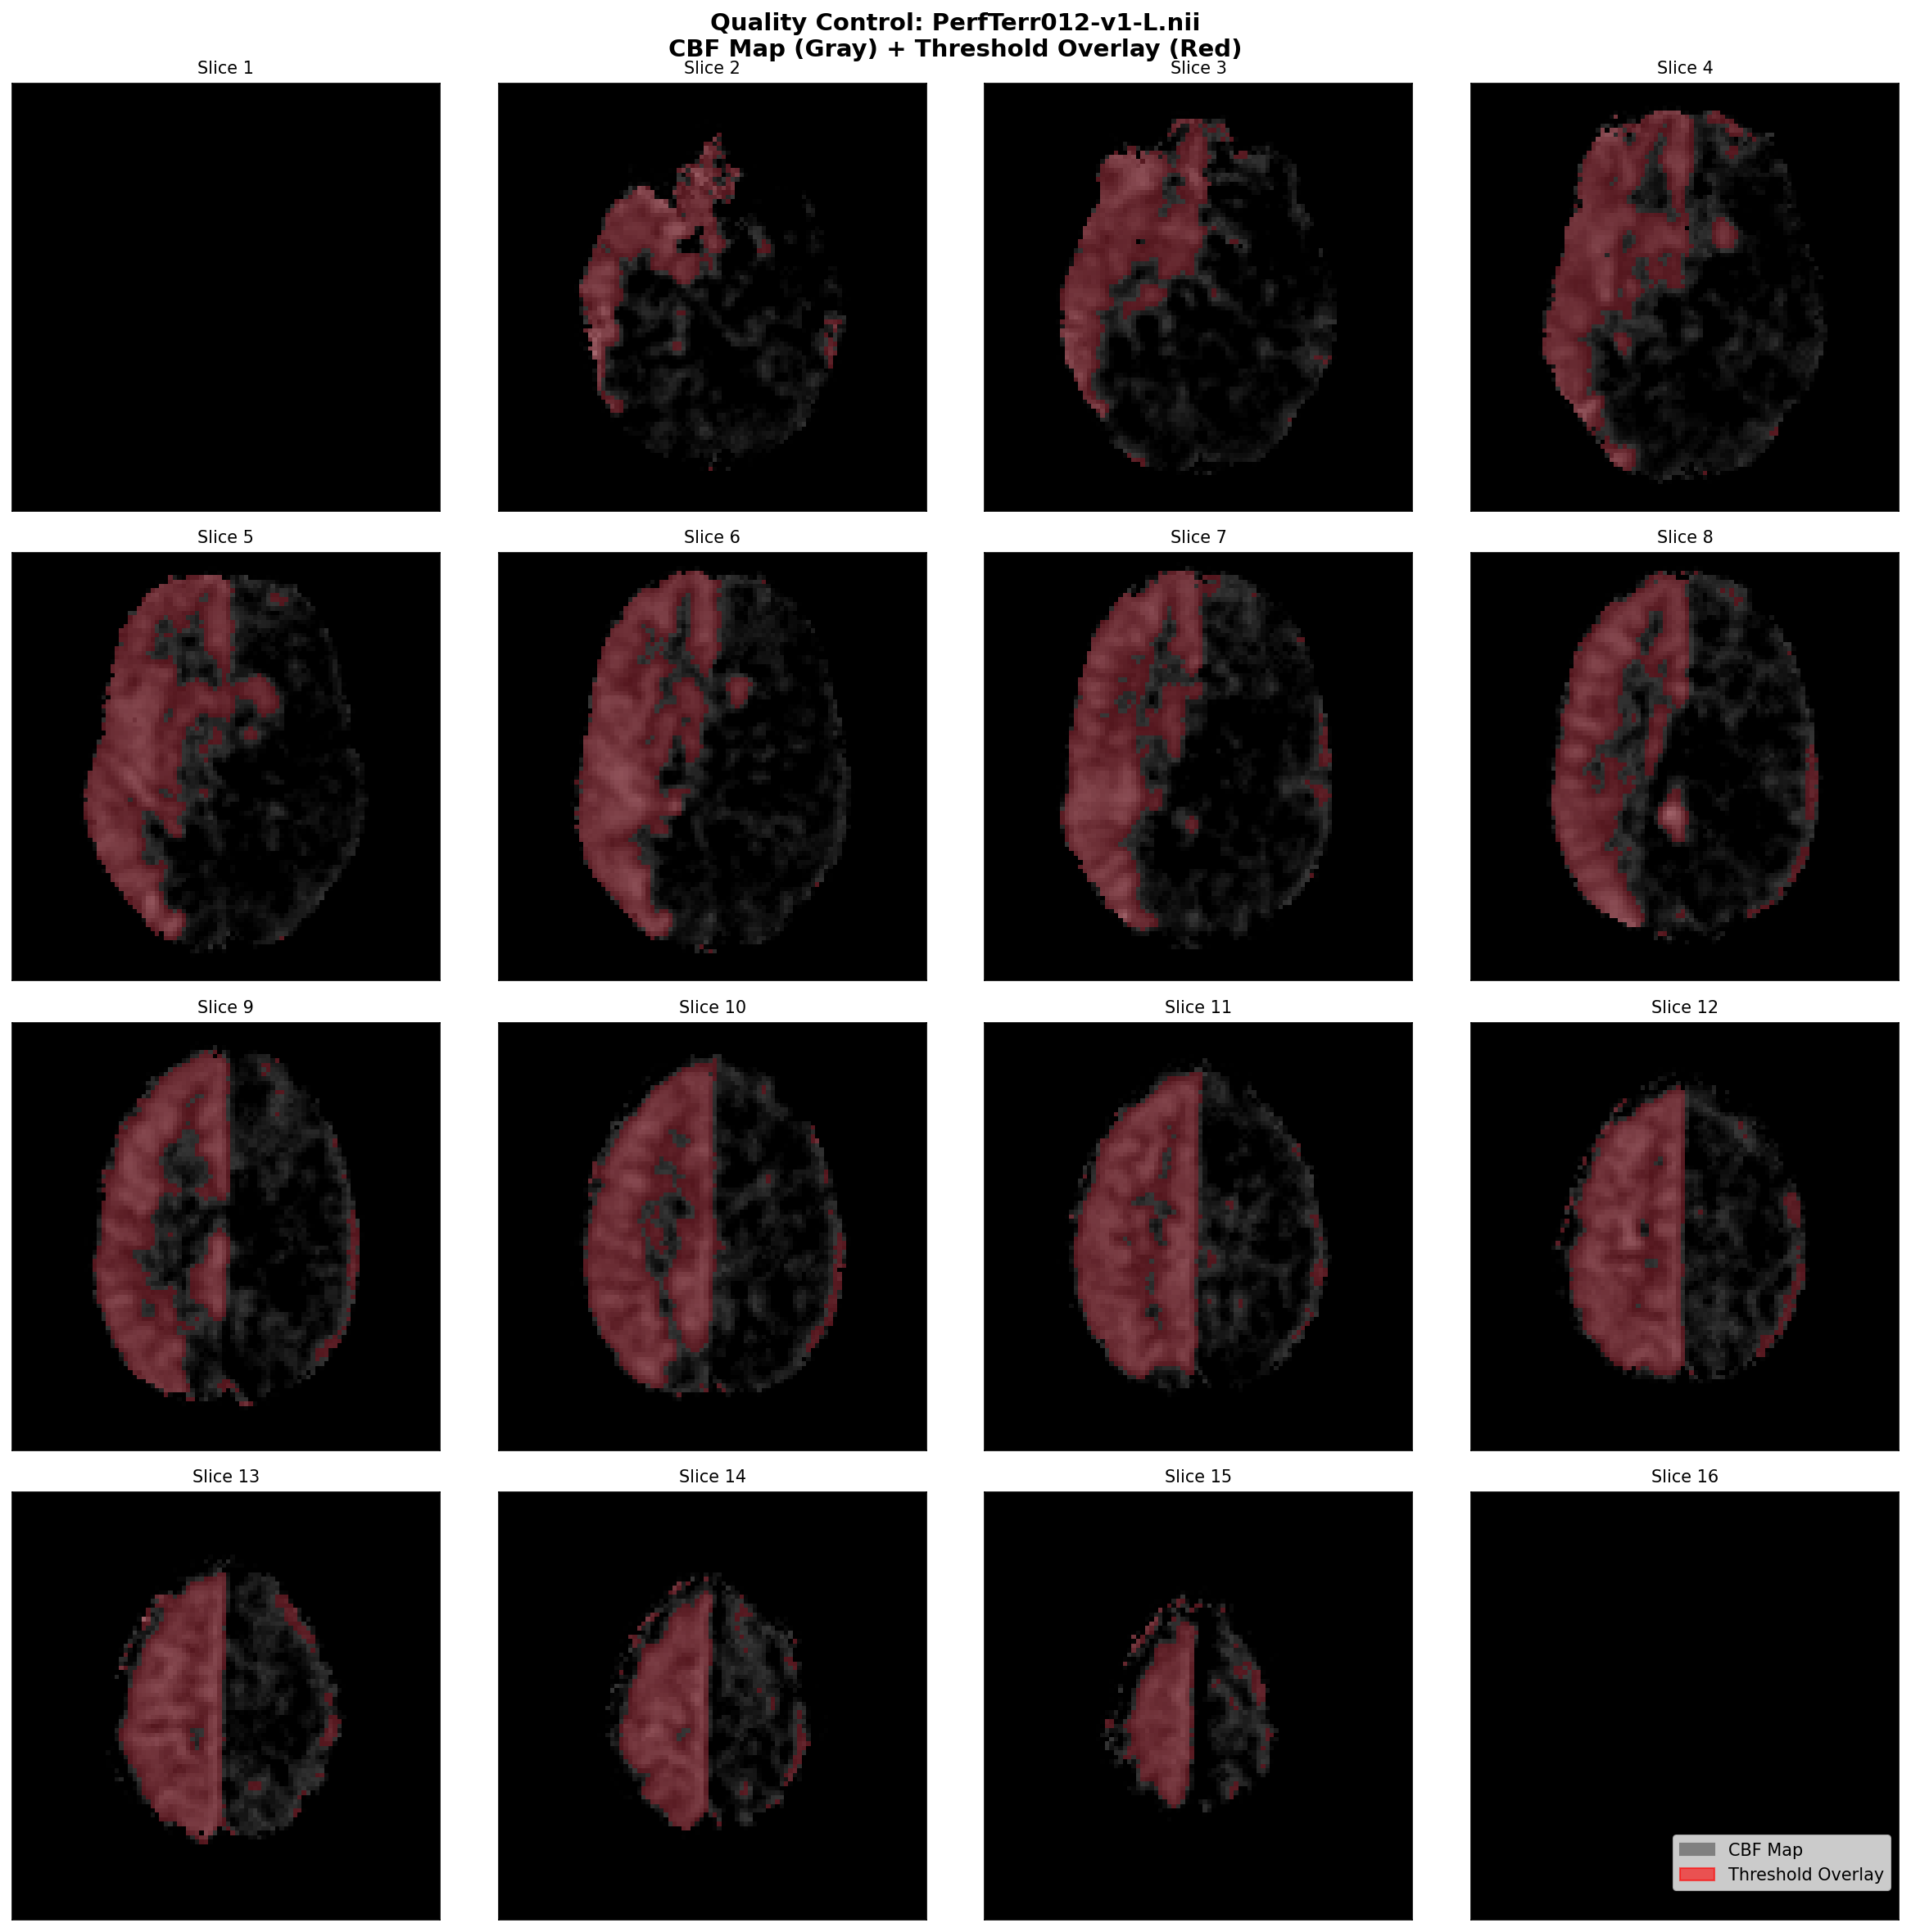 Quality Control: PerfTerr012-v1-L.nii
CBF Map (Gray) + Threshold Overlay (Red)
Slice 1
Slice 2
Slice 3
Slice 4
Slice 5
Slice 6
Slice 7
Slice 8
Slice 9
Slice 10
Slice 11
Slice 12
Slice 13
Slice 14
Slice 15
Slice 16
CBF Map
Threshold Overlay